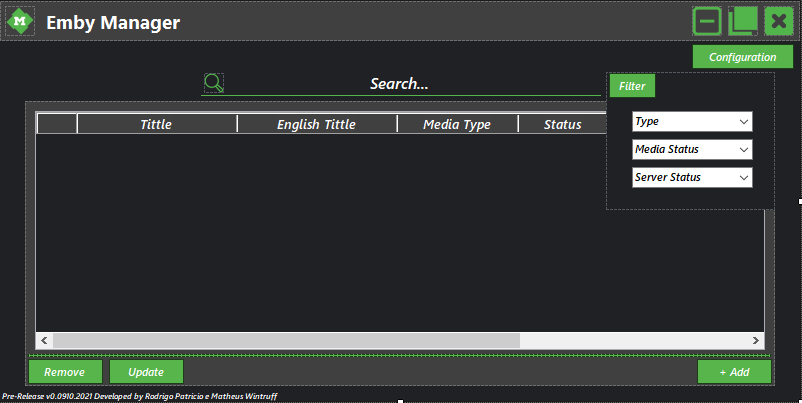 M
Emby Manager
Configuration
Search...
Filter
Tittle English Tittle Media Type Status
Type
Media Status
Server Status
Remove Update + Add
Pre-Release v0.0910.2021 Developed by Rodrigo Patricio e Matheus Wintruff